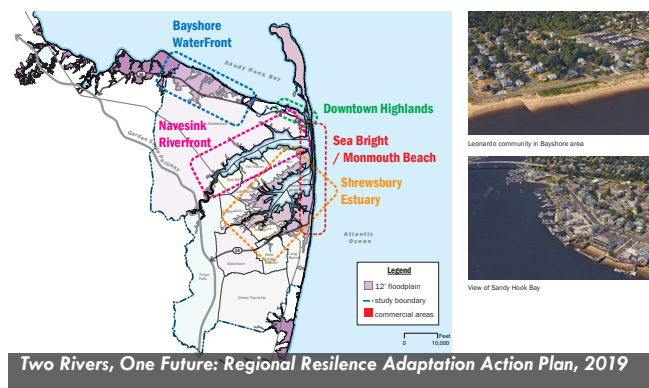 Bayshore
WaterFront
Sandy Hook Bay
Downtown Highlands
Navesink
Riverfront
Garden State Parkway
Sea Bright
/ Monmouth Beach
Shrewsbury
Estuary
Atlantic
Ocean
Ocean Township
Legend
12' floodplain
study boundary
commercial areas
Feet
0 10,000
Leonardo community in Bayshore area
View of Sandy Hook Bay
Two Rivers, One Future: Regional Resilence Adaptation Action Plan, 2019